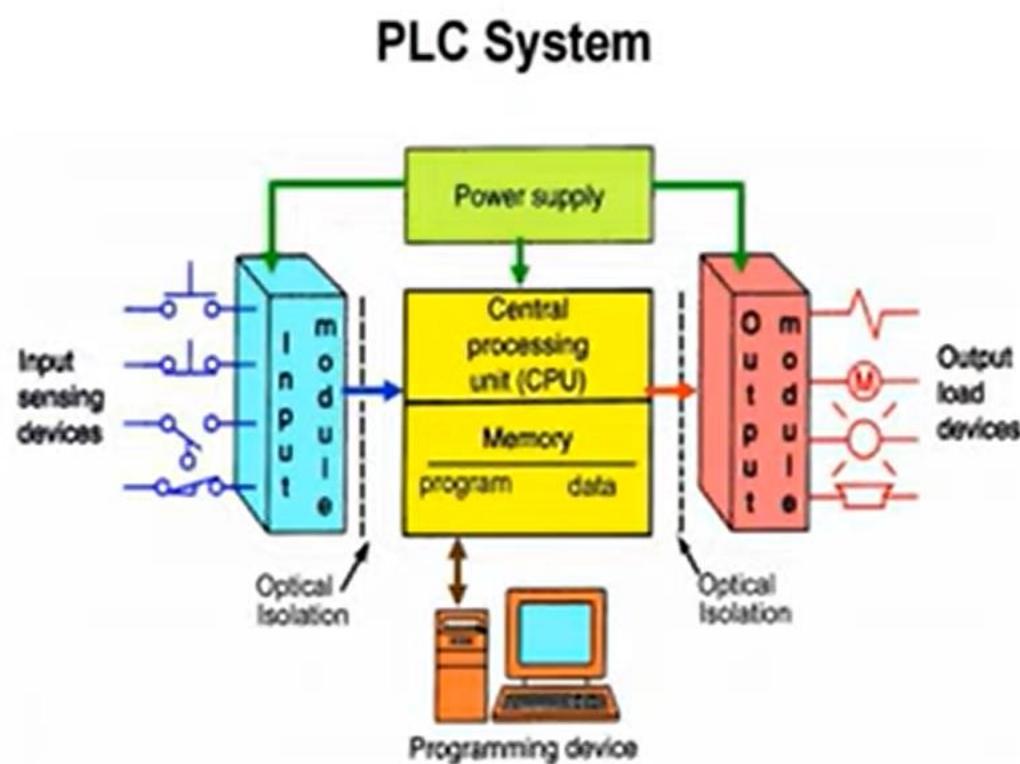 PLC System
Power supply
Input
sensing
devices
Input
module
Central
processing
unit (CPU)
Memory
program data
Output
module
M
Output
load
devices
Optical
Isolation
Optical
Isolation
Programming device